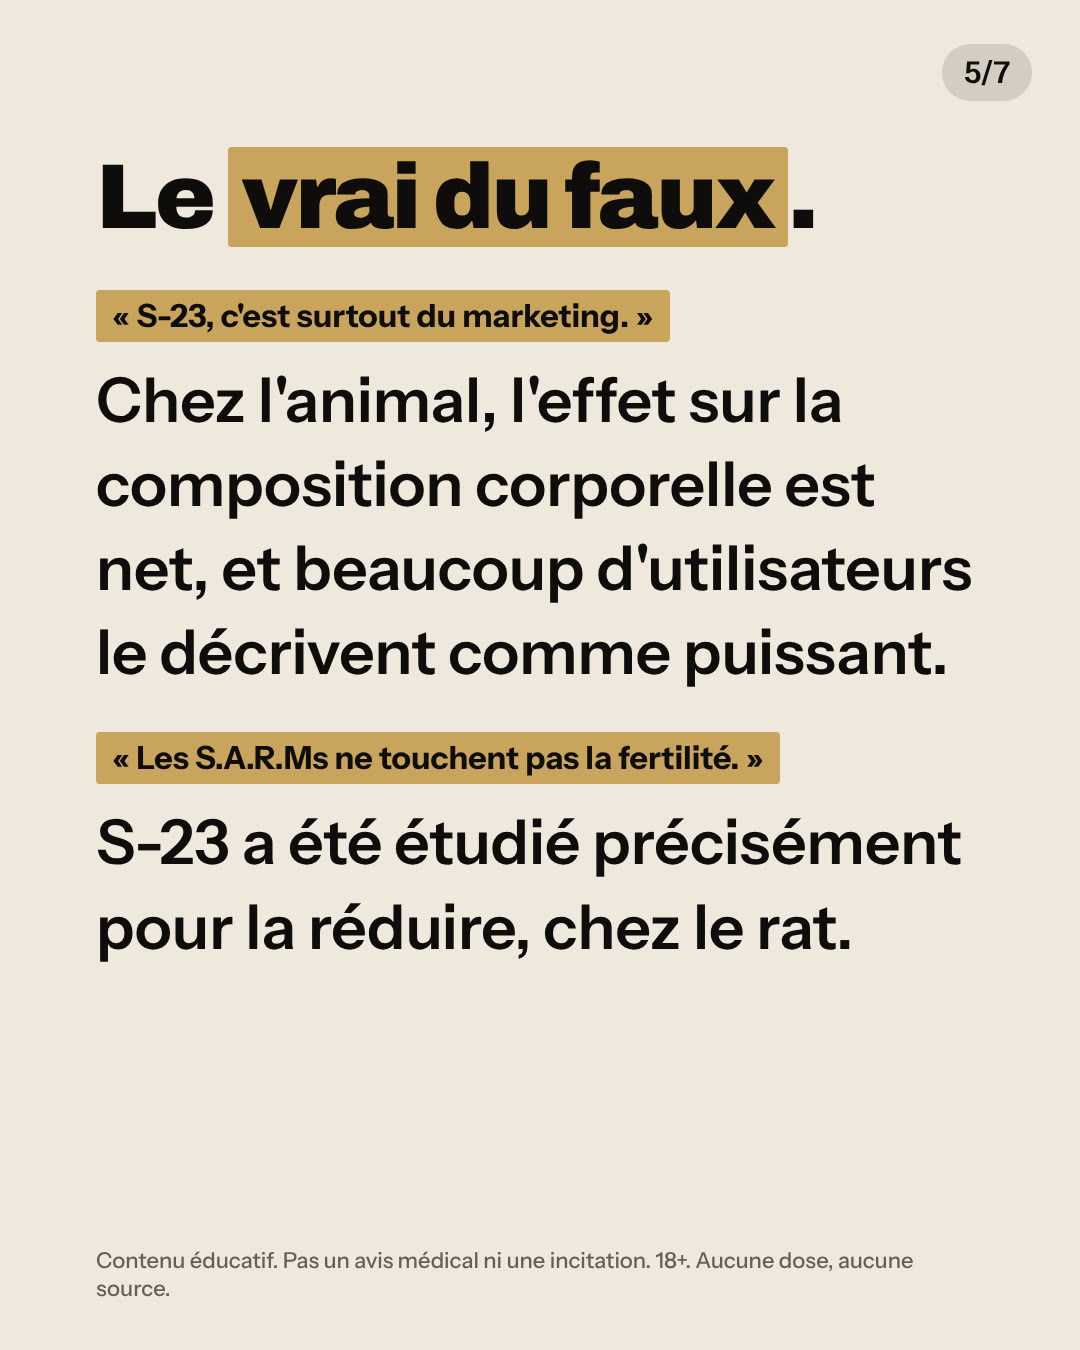 5/7
Le vrai du faux.
« S-23, c'est surtout du marketing. »
Chez l'animal, l'effet sur la
composition corporelle est
net, et beaucoup d'utilisateurs
le décrivent comme puissant.
« Les S.A.R.Ms ne touchent pas la fertilité. »
S-23 a été étudié précisément
pour la réduire, chez le rat.
Contenu éducatif. Pas un avis médical ni une incitation. 18+. Aucune dose, aucune
source.